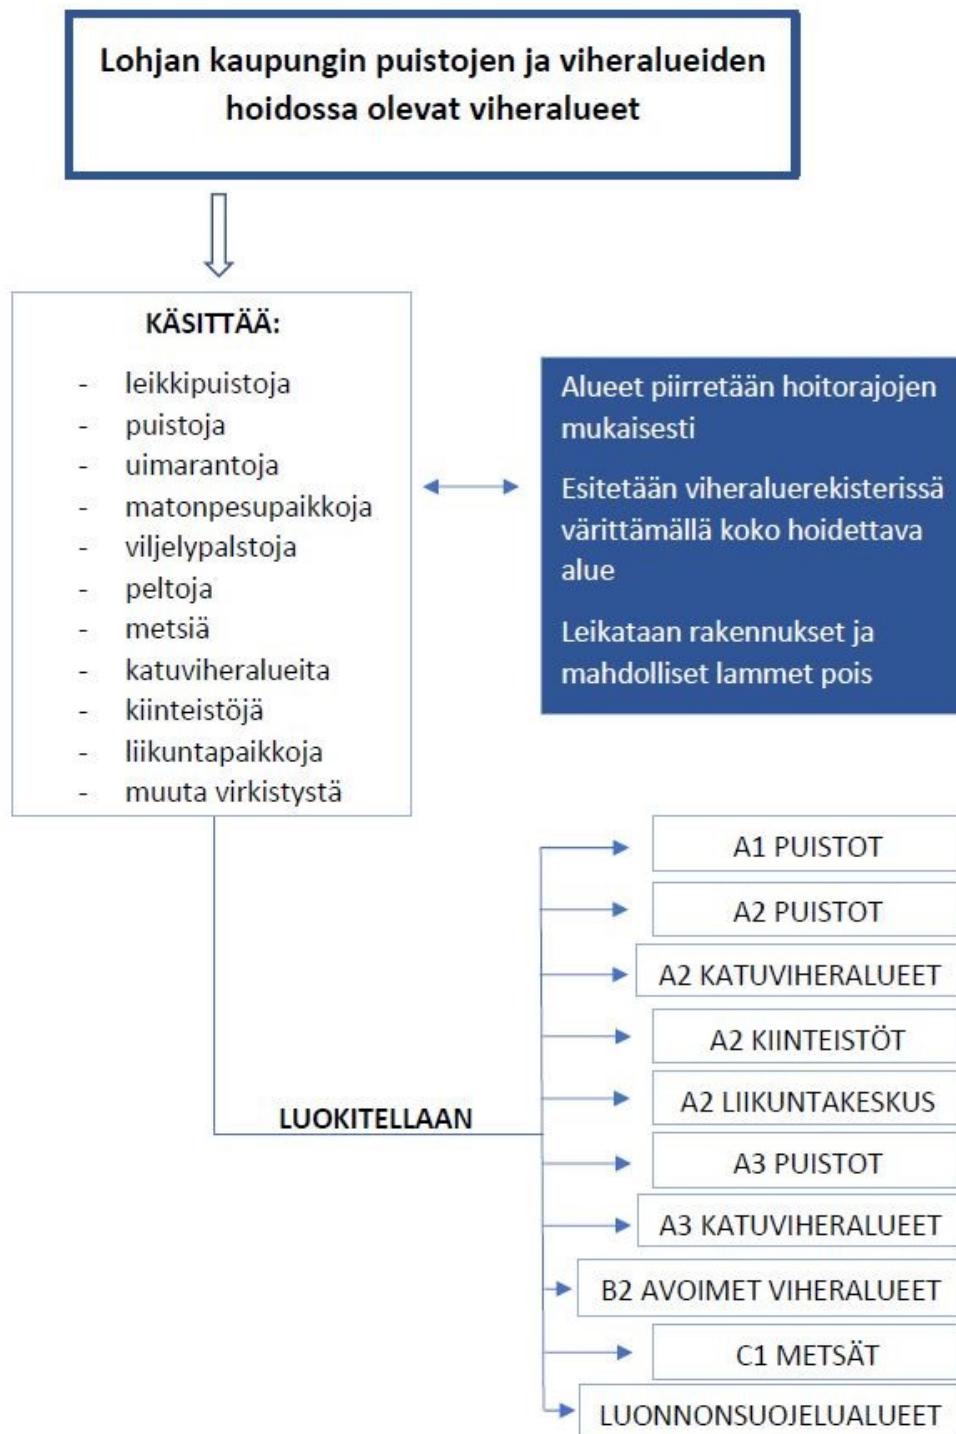 Lohjan kaupungin puistojen ja viheralueiden
hoidossa olevat viheralueet
KÄSITTÄÄ:
- leikkipuistoja
- puistoja
- uimarantoja
- matonpesupaikkoja
- viljelypalstoja
- peltoja
- metsiä
- katuviheralueita
- kiinteistöjä
- liikuntapaikkoja
- muuta virkistystä
Alueet piirretään hoitorajojen
mukaisesti
Esitetään viheraluerekisterissä
värittämällä koko hoidettava
alue
Leikataan rakennukset ja
mahdolliset lammet pois
LUOKITELLAAN
A1 PUISTOT
A2 PUISTOT
A2 KATUVIHERALUEET
A2 KIINTEISTÖT
A2 LIIKUNTAKESKUS
A3 PUISTOT
A3 KATUVIHERALUEET
B2 AVOIMET VIHERALUEET
C1 METSÄT
LUONNONSUOJELUALUEET